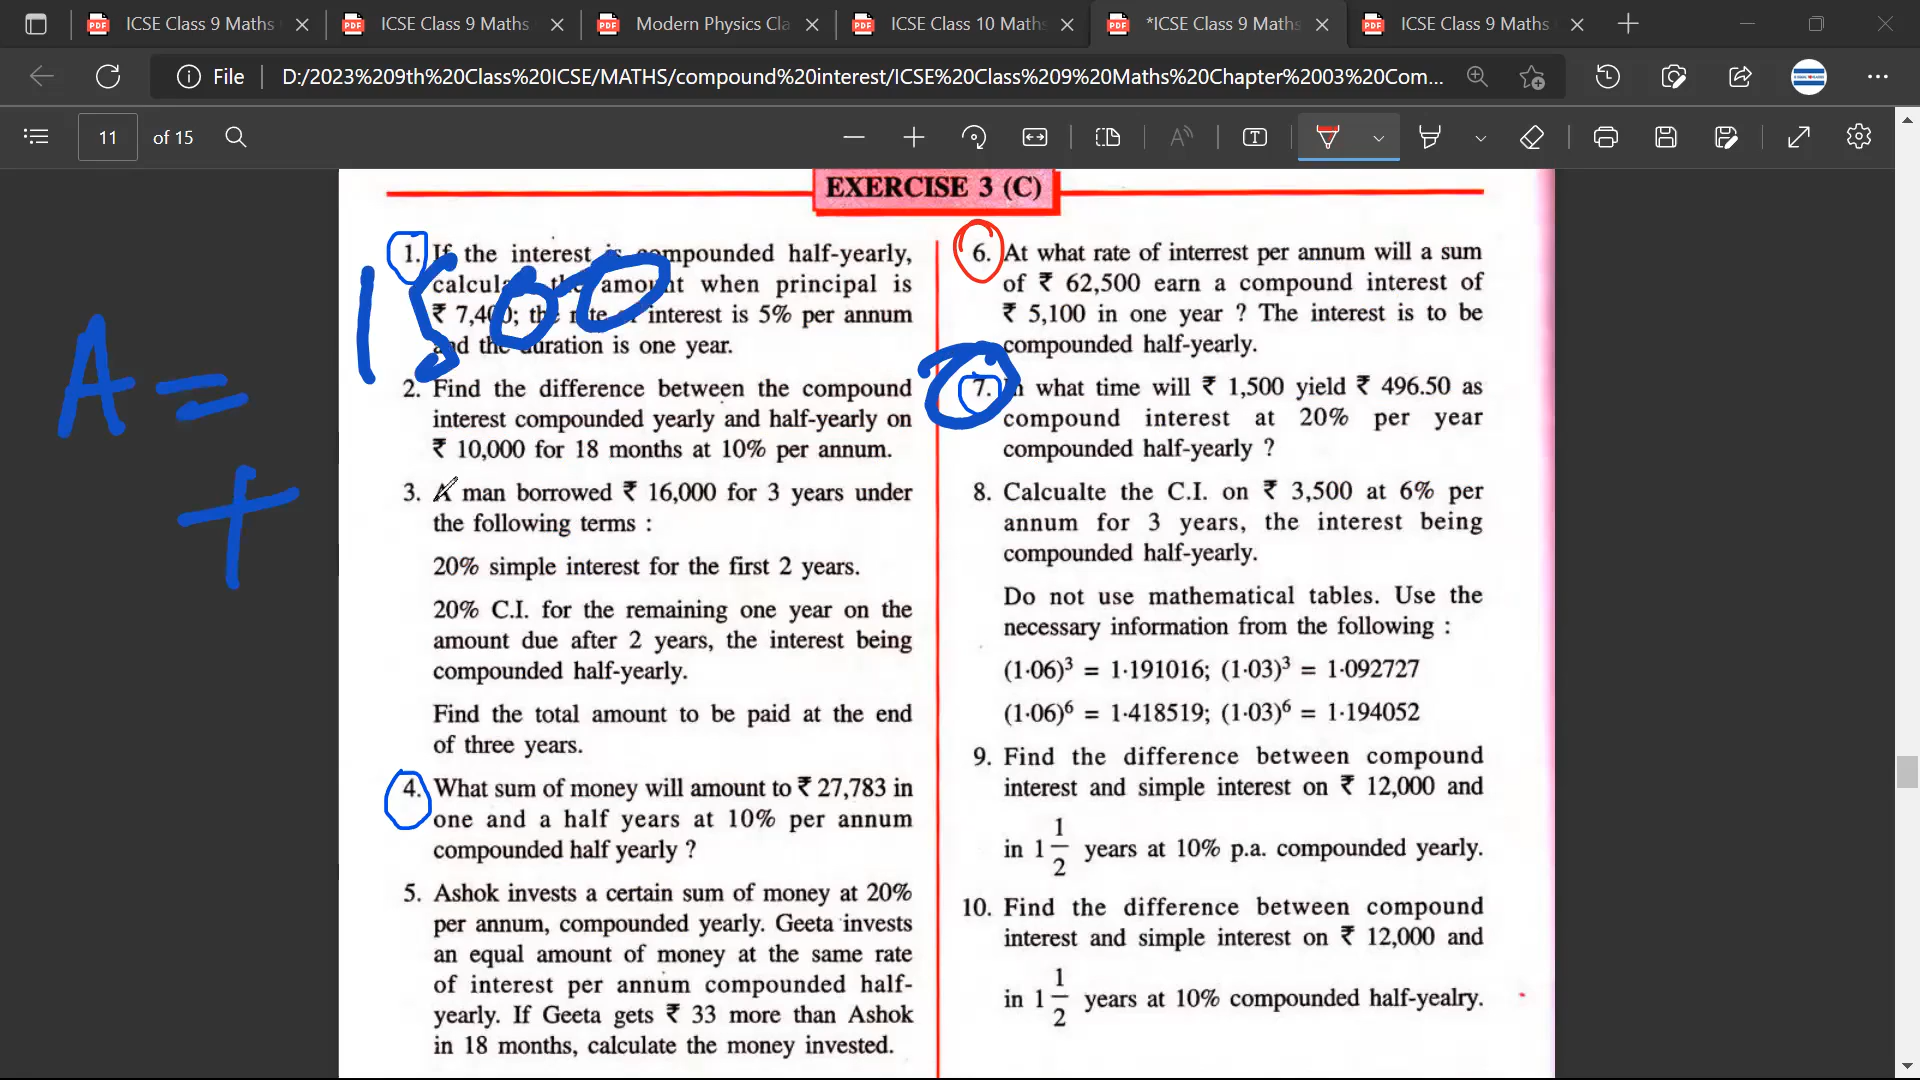 ICSE Class 9 Maths
ICSE Class 9 Maths
Modern Physics Cla
ICSE Class 10 Maths
*ICSE Class 9 Maths
ICSE Class 9 Maths
File D:/2023%209th%20Class%20ICSE/MATHS/compound%20interest/ICSE%20Class%209%20Maths%20Chapter%2003%20Com...
11 of 15
EXERCISE 3 (C)
A = 1500
+
1. If the interest is compounded half-yearly,
calculate the amount when principal is
₹ 7,400; the rate of interest is 5% per annum
and the duration is one year.
2. Find the difference between the compound
interest compounded yearly and half-yearly on
₹ 10,000 for 18 months at 10% per annum.
3. A man borrowed ₹ 16,000 for 3 years under
the following terms :
20% simple interest for the first 2 years.
20% C.I. for the remaining one year on the
amount due after 2 years, the interest being
compounded half-yearly.
Find the total amount to be paid at the end
of three years.
4. What sum of money will amount to ₹ 27,783 in
one and a half years at 10% per annum
compounded half yearly ?
5. Ashok invests a certain sum of money at 20%
per annum, compounded yearly. Geeta invests
an equal amount of money at the same rate
of interest per annum compounded half-
yearly. If Geeta gets ₹ 33 more than Ashok
in 18 months, calculate the money invested.
6. At what rate of interrest per annum will a sum
of ₹ 62,500 earn a compound interest of
₹ 5,100 in one year ? The interest is to be
compounded half-yearly.
7. In what time will ₹ 1,500 yield ₹ 496.50 as
compound interest at 20% per year
compounded half-yearly ?
8. Calcualte the C.I. on ₹ 3,500 at 6% per
annum for 3 years, the interest being
compounded half-yearly.
Do not use mathematical tables. Use the
necessary information from the following :
(1·06)³ = 1·191016; (1·03)³ = 1·092727
(1·06)⁶ = 1·418519; (1·03)⁶ = 1·194052
9. Find the difference between compound
interest and simple interest on ₹ 12,000 and
in 1 1/2 years at 10% p.a. compounded yearly.
10. Find the difference between compound
interest and simple interest on ₹ 12,000 and
in 1 1/2 years at 10% compounded half-yealry.